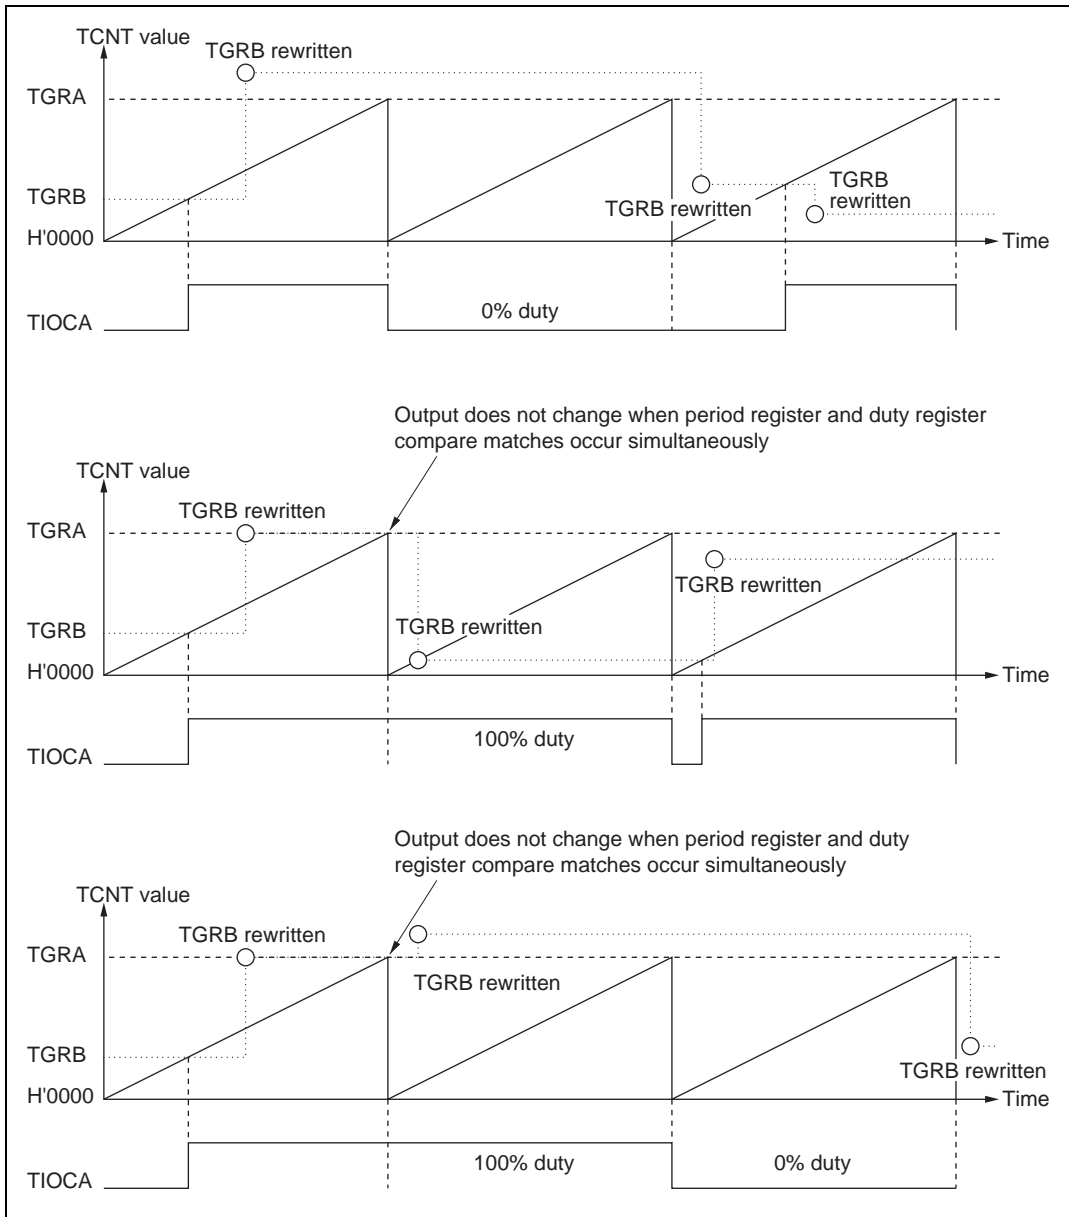 TCNT value
TGRB rewritten
TGRA
TGRB
TGRB rewritten
TGRB
rewritten
H'0000
Time
0% duty
TIOCA
Output does not change when period register and duty register
compare matches occur simultaneously
TCNT value
TGRB rewritten
TGRA
TGRB rewritten
TGRB
TGRB rewritten
H'0000
Time
100% duty
TIOCA
Output does not change when period register and duty
register compare matches occur simultaneously
TCNT value
TGRB rewritten
TGRA
TGRB rewritten
TGRB
TGRB rewritten
H'0000
Time
100% duty
0% duty
TIOCA